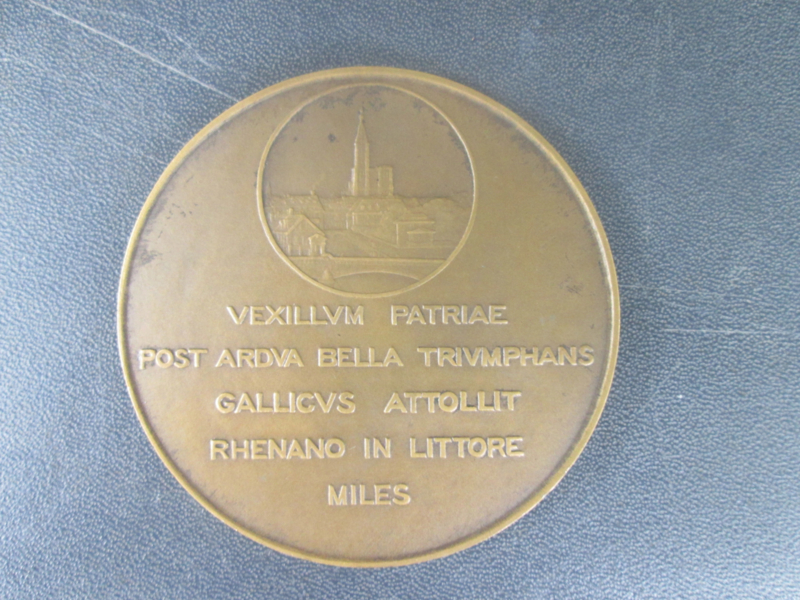 VEXILLVM PATRIAE
POST ARDVA BELLA TRIVMPHANS
GALLICVS ATTOLLIT
RHENANO IN LITTORE
MILES